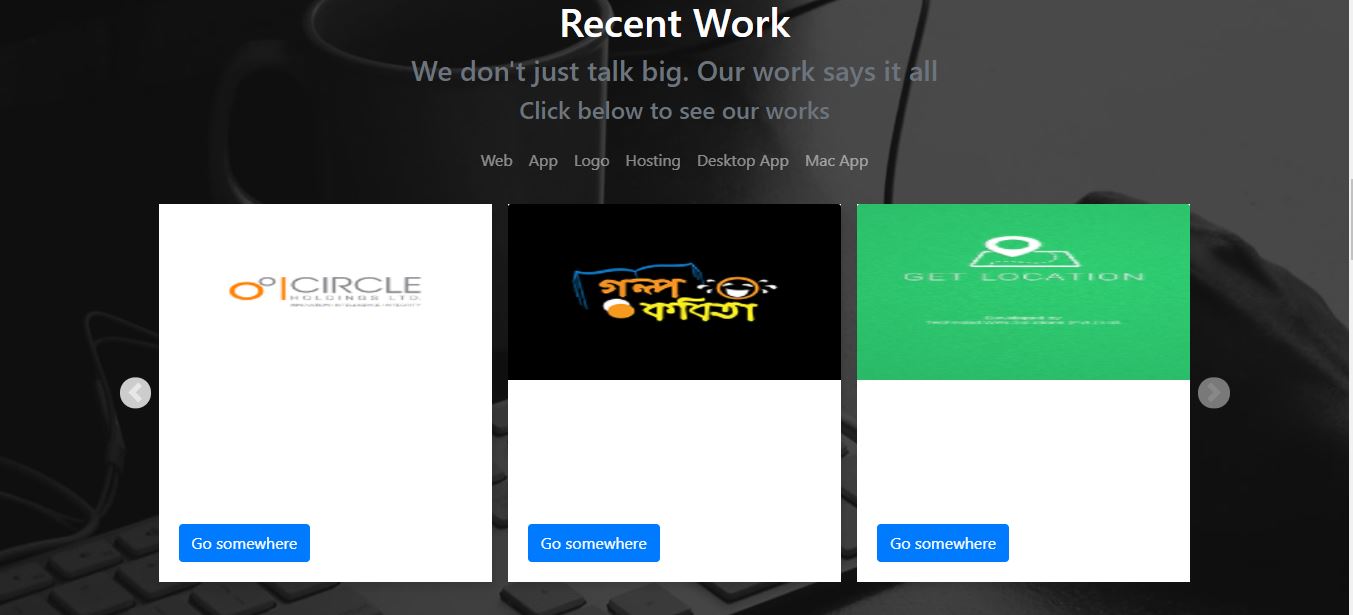 Recent Work
We don't just talk big. Our work says it all
Click below to see our works
Web App Logo Hosting Desktop App Mac App
CIRCLE
HOLDINGS LTD.
গল্প
কবিতা
GET LOCATION
Developed by
Go somewhere
Go somewhere
Go somewhere